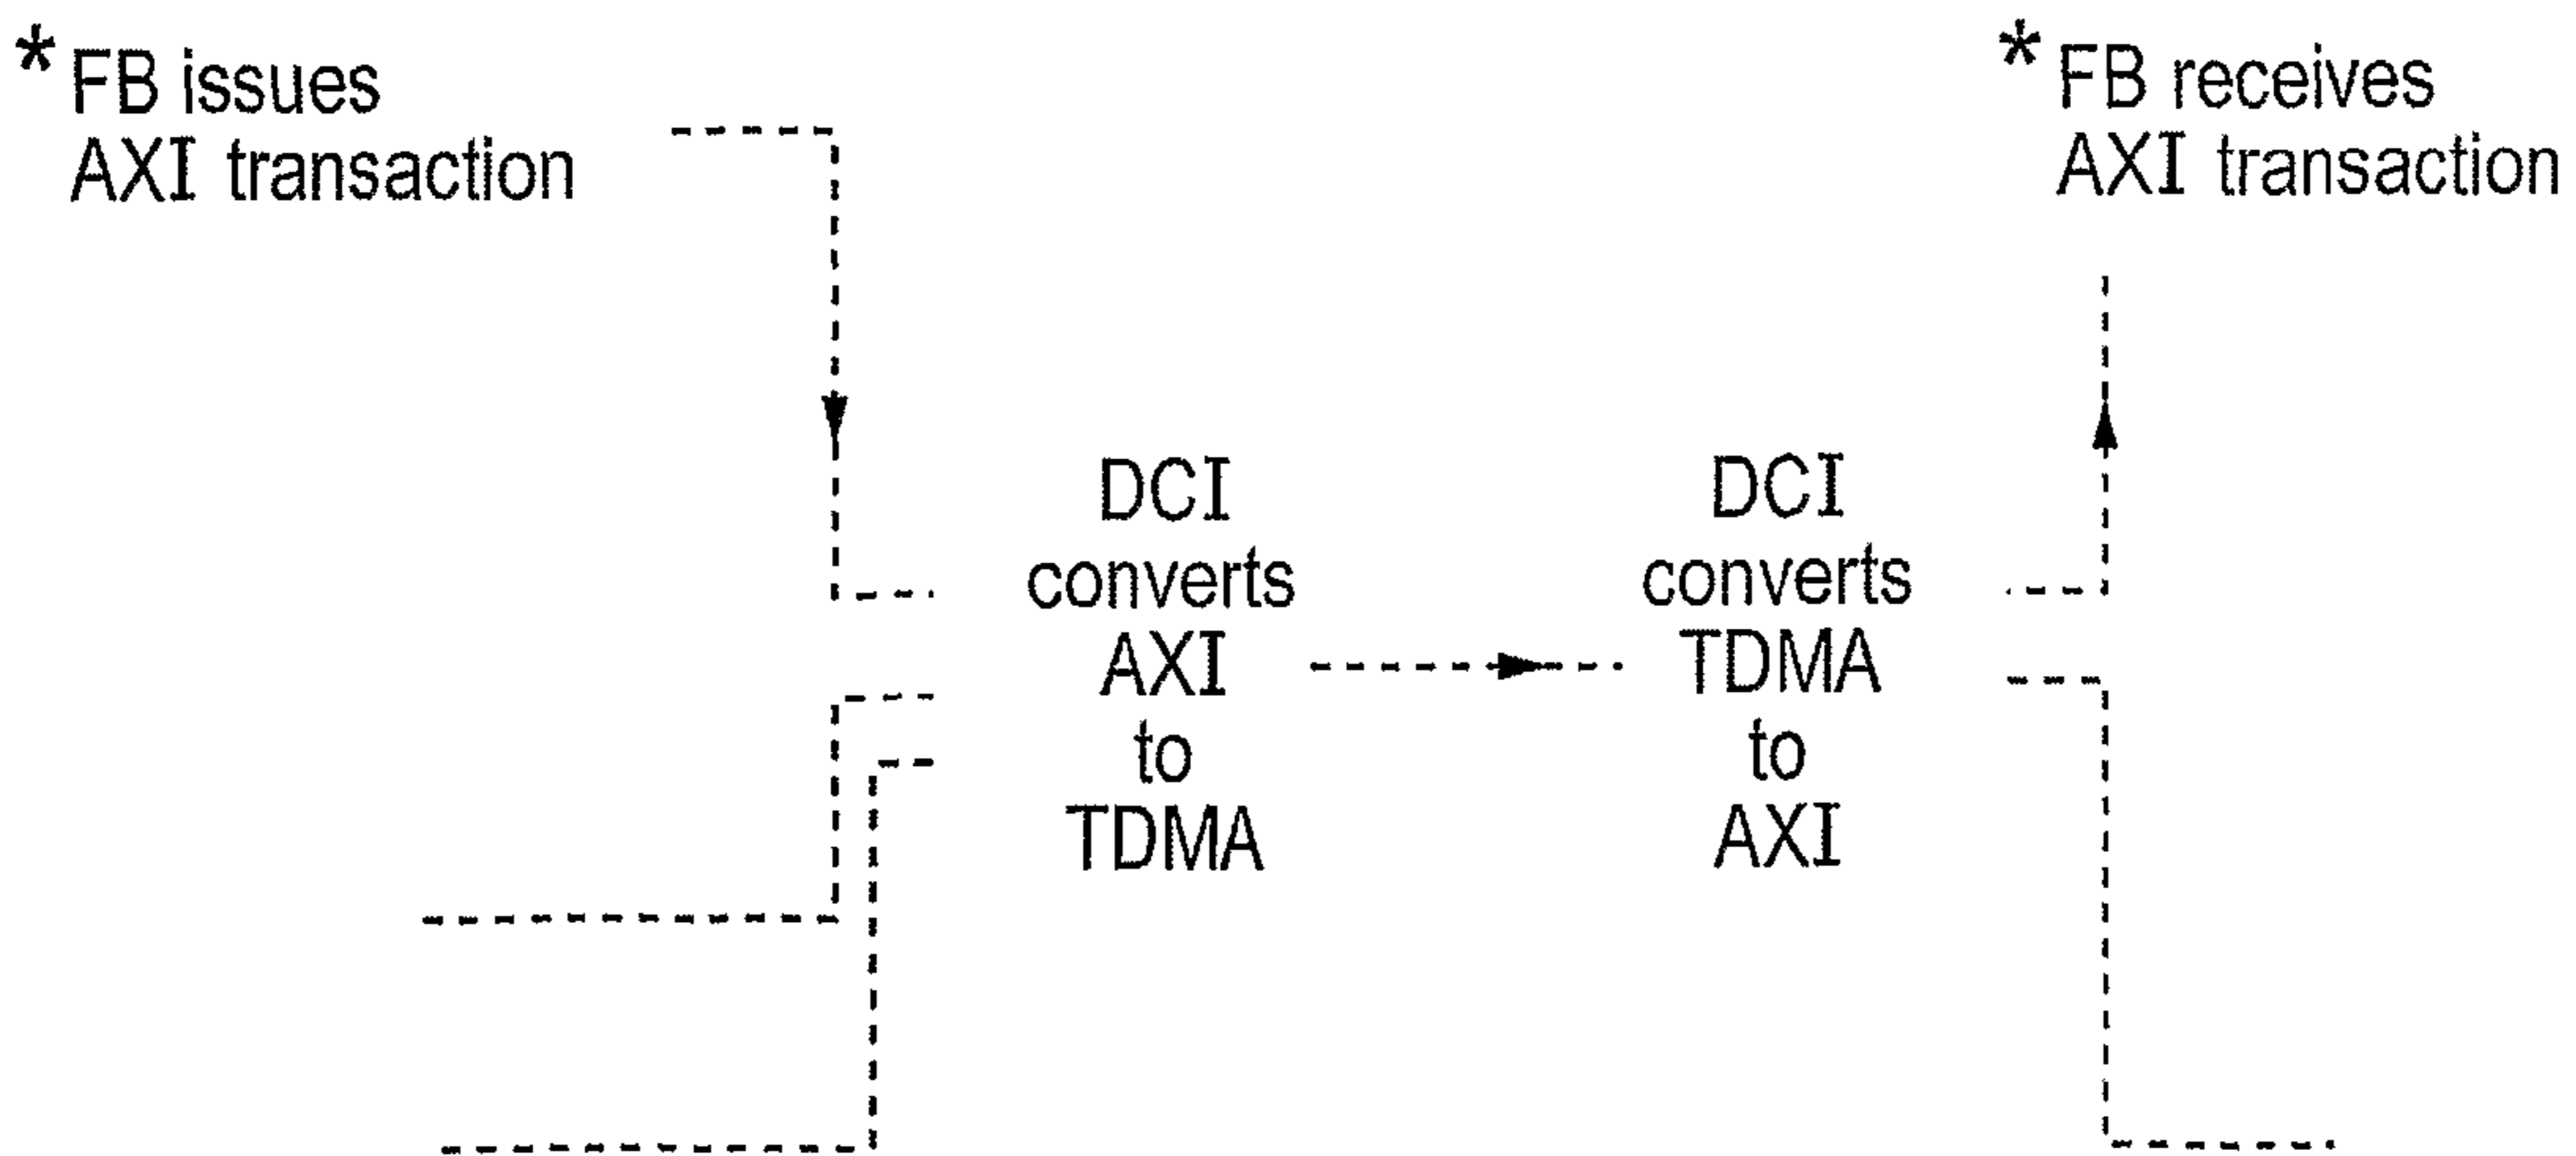 * FB issues
AXI transaction
* FB receives
AXI transaction
DCI
converts
AXI
to
TDMA
DCI
converts
TDMA
to
AXI